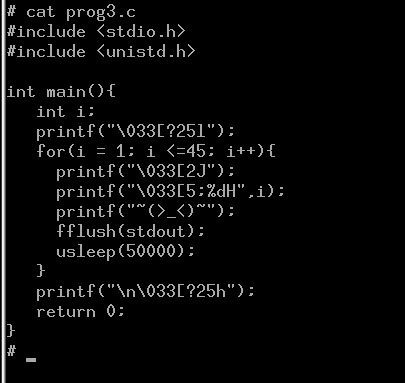 # cat prog3.c
#include <stdio.h>
#include <unistd.h>
int main(){
   int i;
   printf("\033[?25l");
   for(i = 1; i <=45; i++){
     printf("\033[2J");
     printf("\033[5;%dH",i);
     printf("~(>_<)~");
     fflush(stdout);
     usleep(50000);
   }
   printf("\n\033[?25h");
   return 0;
}
# _